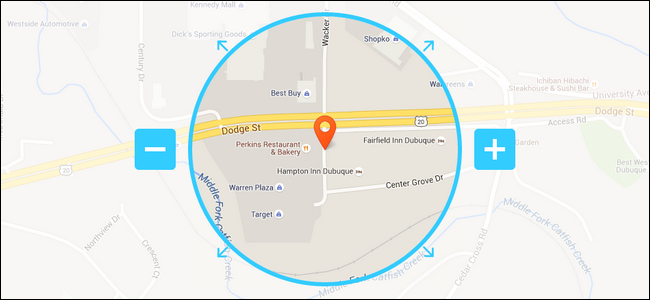 Kennedy Mall
Westside Automotive
Dick's Sporting Goods
Wacker
Shopko
Century Dr
Best Buy
Ichiban Hibachi
Steakhouse & Sushi Bar
University Ave
Dodge St
20
Dodge St
Access Rd
Perkins Restaurant
& Bakery
Fairfield Inn Dubuque
Garden
Hampton Inn Dubuque
Best West
Dubuque
20
Warren Plaza
Center Grove Dr
Target
Middle Fork Catfish Creek
Northview Dr
Crescent Ct
Cedar Cross Rd
Middle Fork Catfish Creek
Middle Fork Catfish Creek